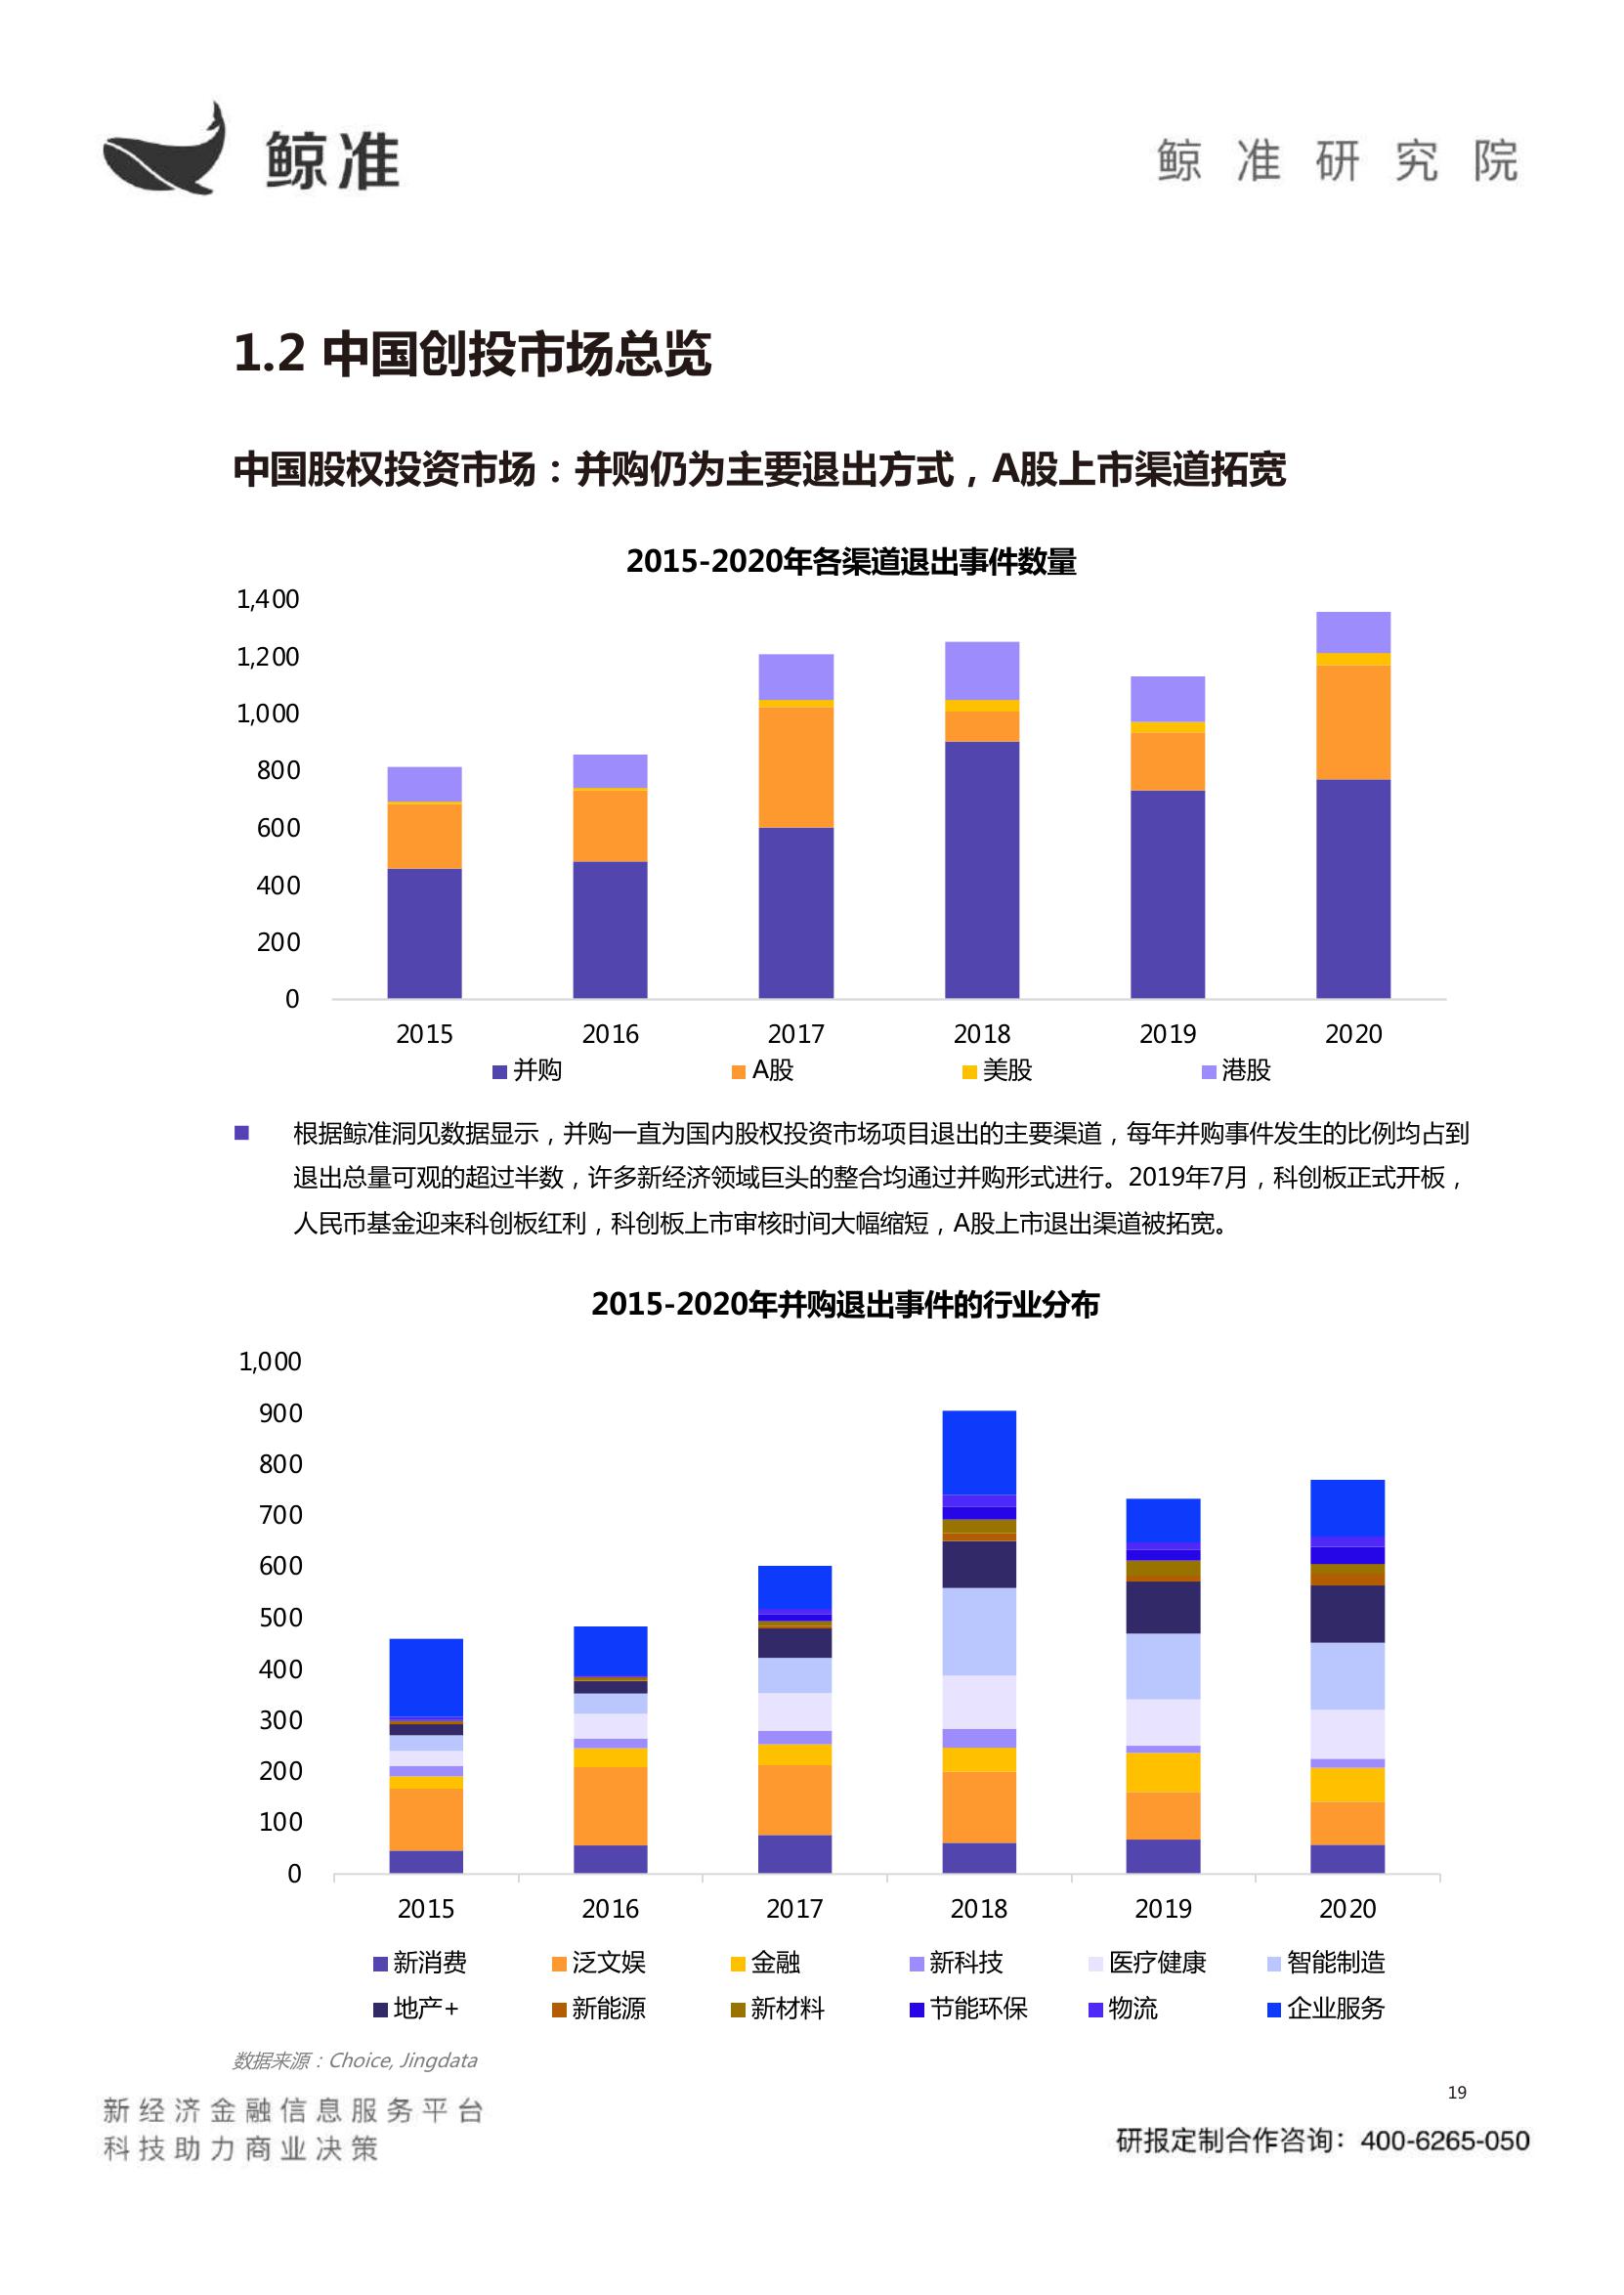 鲸准
鲸准研究院
1.2 中国创投市场总览
中国股权投资市场：并购仍为主要退出方式，A股上市渠道拓宽
2015-2020年各渠道退出事件数量
1,400
1,200
1,000
800
600
400
200
0
2015 2016 2017 2018 2019 2020
并购 A股 美股 港股
根据鲸准洞见数据显示，并购一直为国内股权投资市场项目退出的主要渠道，每年并购事件发生的比例均占到
退出总量可观的超过半数，许多新经济领域巨头的整合均通过并购形式进行。2019年7月，科创板正式开板，
人民币基金迎来科创板红利，科创板上市审核时间大幅缩短，A股上市退出渠道被拓宽。
2015-2020年并购退出事件的行业分布
1,000
900
800
700
600
500
400
300
200
100
0
2015 2016 2017 2018 2019 2020
新消费 泛文娱 金融 新科技 医疗健康 智能制造
地产+ 新能源 新材料 节能环保 物流 企业服务
数据来源：Choice, Jingdata
19
新经济金融信息服务平台
科技助力商业决策
研报定制合作咨询：400-6265-050